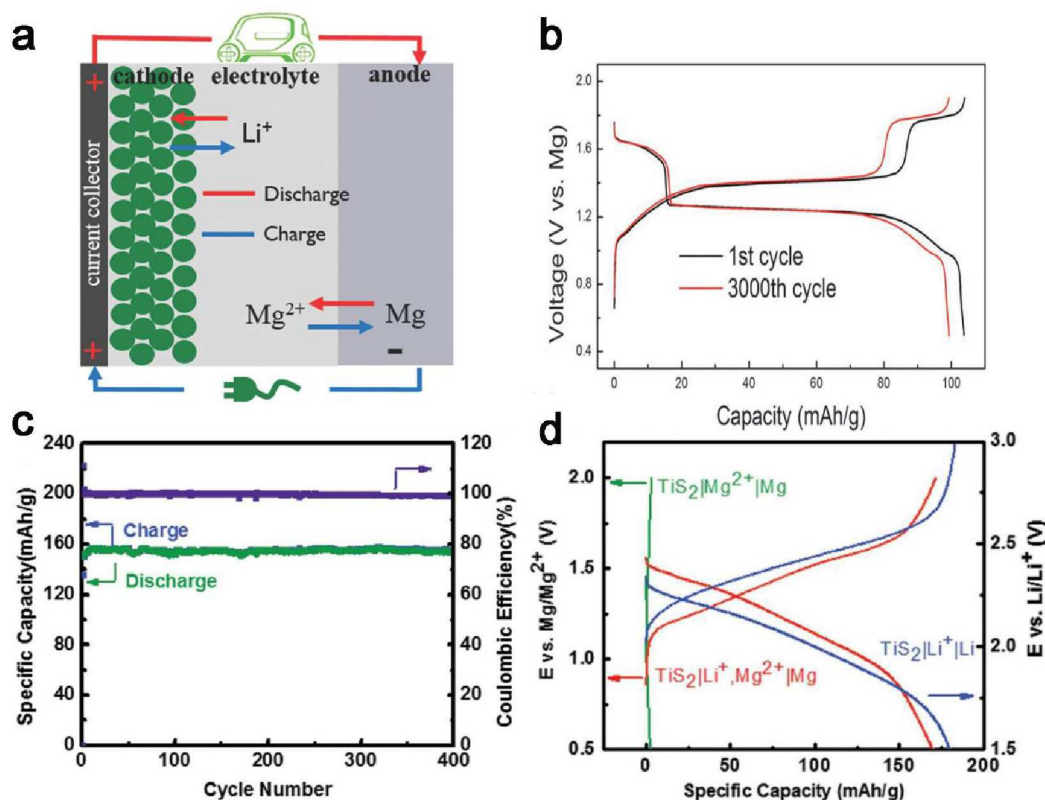 a
cathode electrolyte anode
+
current collector
Li⁺
Discharge
Charge
Mg²⁺ Mg
+
-
b
Voltage (V vs. Mg)
2.0
1.6
1.2
0.8
0.4
1st cycle
3000th cycle
0 20 40 60 80 100
Capacity (mAh/g)
c
Specific Capacity(mAh/g)
240
200
160
120
80
40
0
Charge
Discharge
120
100
80
60
40
20
0
Coulombic Efficiency(%)
0 100 200 300 400
Cycle Number
d
E vs. Mg/Mg²⁺ (V)
2.0
1.5
1.0
0.5
TiS₂|Mg²⁺|Mg
TiS₂|Li⁺|Li
TiS₂|Li⁺,Mg²⁺|Mg
3.0
2.5
2.0
1.5
E vs. Li/Li⁺ (V)
0 50 100 150 200
Specific Capacity (mAh/g)